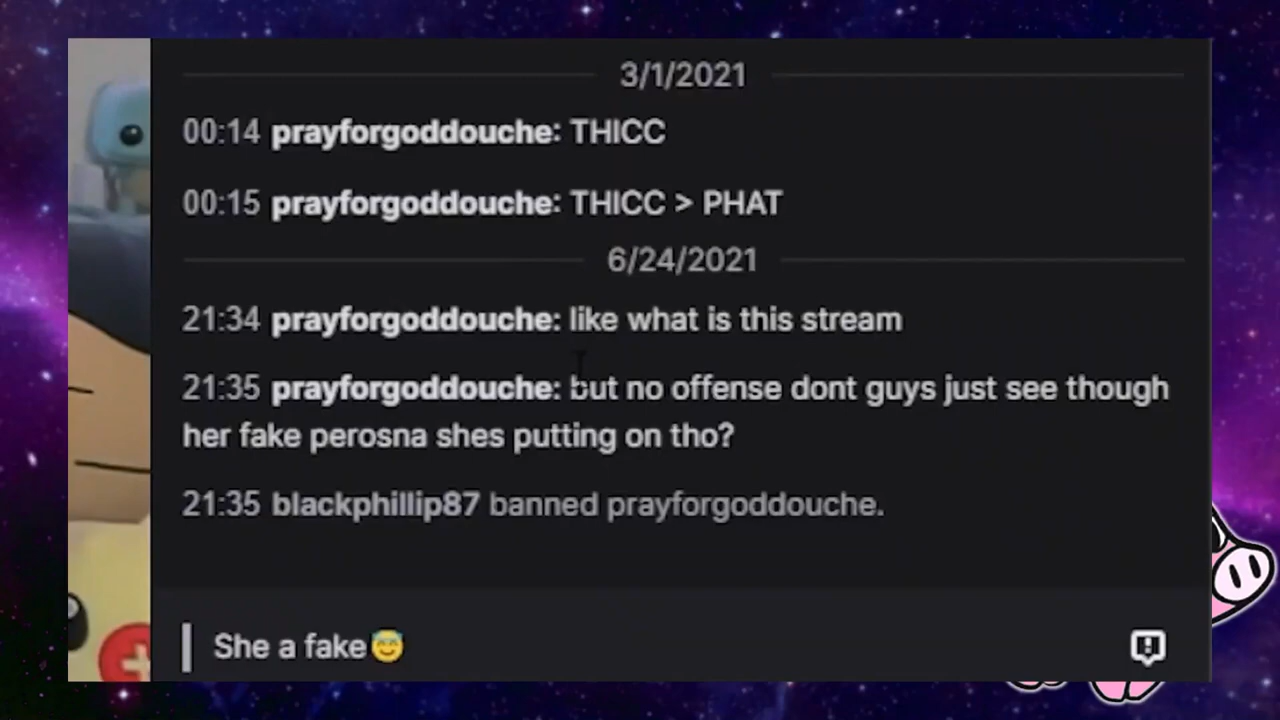 3/1/2021
00:14 prayforgoddouche: THICC
00:15 prayforgoddouche: THICC > PHAT
6/24/2021
21:34 prayforgoddouche: like what is this stream
21:35 prayforgoddouche: but no offense dont guys just see though
her fake perosna shes putting on tho?
21:35 blackphillip87 banned prayforgoddouche.
She a fake😇